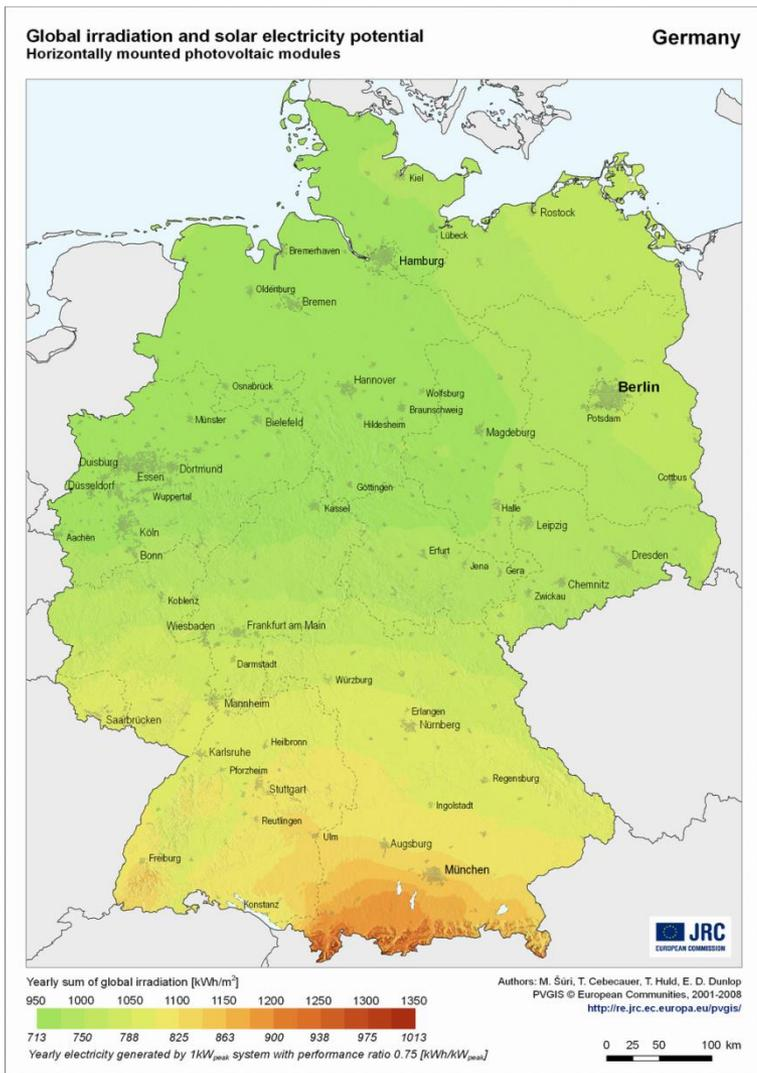 Global irradiation and solar electricity potential
Horizontally mounted photovoltaic modules
Germany
Kiel
Rostock
Lübeck
Bremerhaven
Hamburg
Oldenburg
Bremen
Osnabrück
Hannover
Wolfsburg
Berlin
Braunschweig
Münster
Bielefeld
Hildesheim
Potsdam
Magdeburg
Duisburg
Dortmund
Essen
Cottbus
Düsseldorf
Göttingen
Wuppertal
Kassel
Halle
Leipzig
Köln
Aachen
Bonn
Erfurt
Dresden
Jena
Gera
Chemnitz
Zwickau
Koblenz
Wiesbaden
Frankfurt am Main
Darmstadt
Würzburg
Mannheim
Erlangen
Saarbrücken
Nürnberg
Heilbronn
Karlsruhe
Pforzheim
Regensburg
Stuttgart
Ingolstadt
Reutlingen
Ulm
Augsburg
Freiburg
München
Konstanz
JRC
EUROPEAN COMMISSION
Yearly sum of global irradiation [kWh/m²]
950 1000 1050 1100 1150 1200 1250 1300 1350
713 750 788 825 863 900 938 975 1013
Yearly electricity generated by 1kWpeak system with performance ratio 0.75 [kWh/kWpeak]
Authors: M. Šúri, T. Cebecauer, T. Huld, E. D. Dunlop
PVGIS © European Communities, 2001-2008
http://re.jrc.ec.europa.eu/pvgis/
0 25 50 100 km